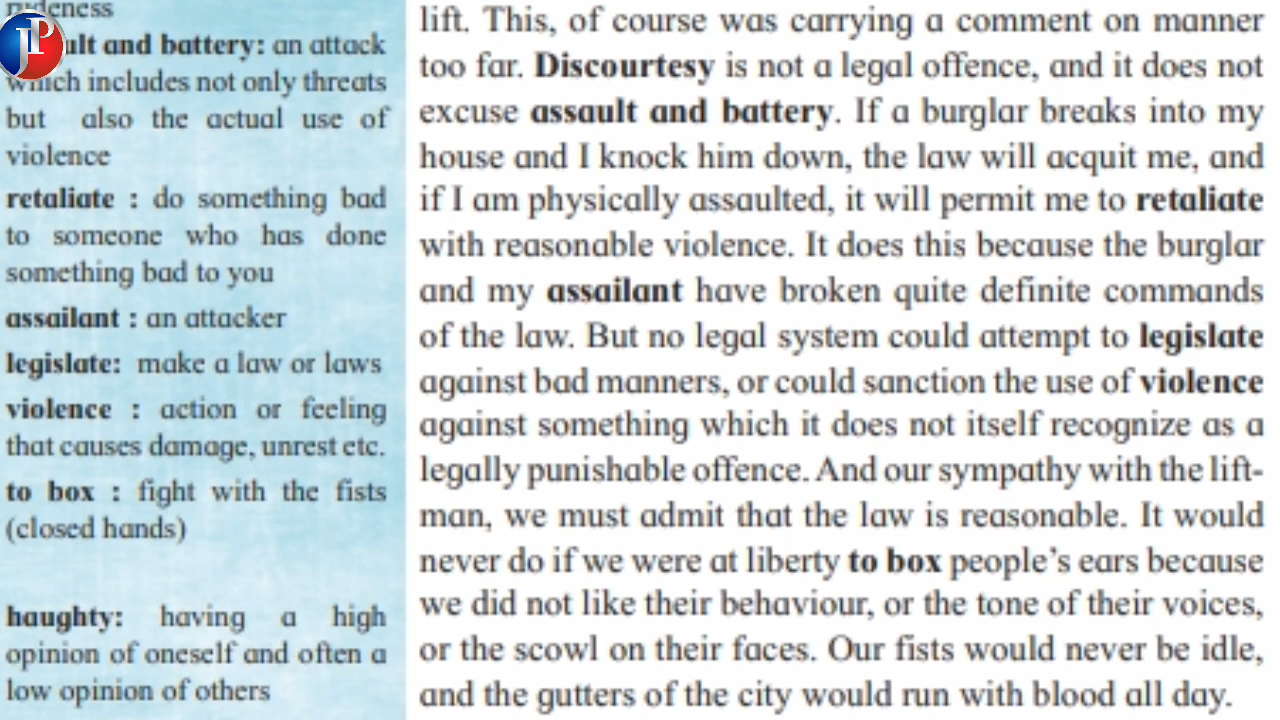 rudeness
ult and battery: an attack
which includes not only threats
but also the actual use of
violence
retaliate : do something bad
to someone who has done
something bad to you
assailant : an attacker
legislate: make a law or laws
violence : action or feeling
that causes damage, unrest etc.
to box : fight with the fists
(closed hands)
haughty: having a high
opinion of oneself and often a
low opinion of others
lift. This, of course was carrying a comment on manner
too far. Discourtesy is not a legal offence, and it does not
excuse assault and battery. If a burglar breaks into my
house and I knock him down, the law will acquit me, and
if I am physically assaulted, it will permit me to retaliate
with reasonable violence. It does this because the burglar
and my assailant have broken quite definite commands
of the law. But no legal system could attempt to legislate
against bad manners, or could sanction the use of violence
against something which it does not itself recognize as a
legally punishable offence. And our sympathy with the lift-
man, we must admit that the law is reasonable. It would
never do if we were at liberty to box people's ears because
we did not like their behaviour, or the tone of their voices,
or the scowl on their faces. Our fists would never be idle,
and the gutters of the city would run with blood all day.
JP